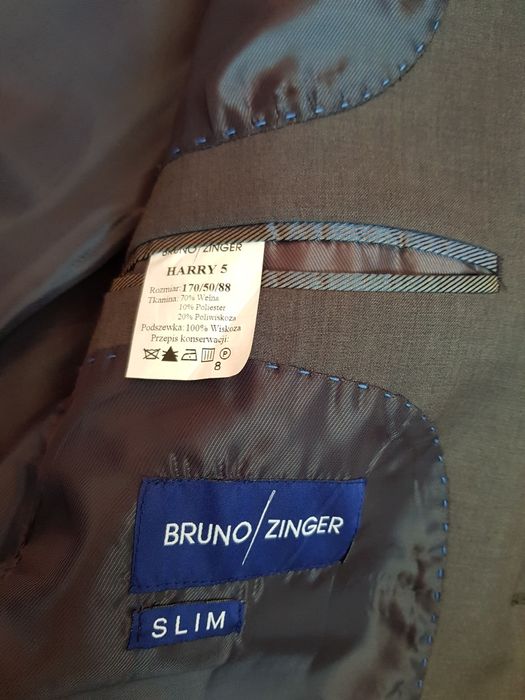 BRUNO/ZINGER
HARRY 5
Rozmiar: 170/50/88
Tkanina: 70% Wełna
10% Poliester
20% Poliwiskoza
Podszewka: 100% Wiskoza
Przepis konserwacji:
P
8
BRUNO/ZINGER
SLIM